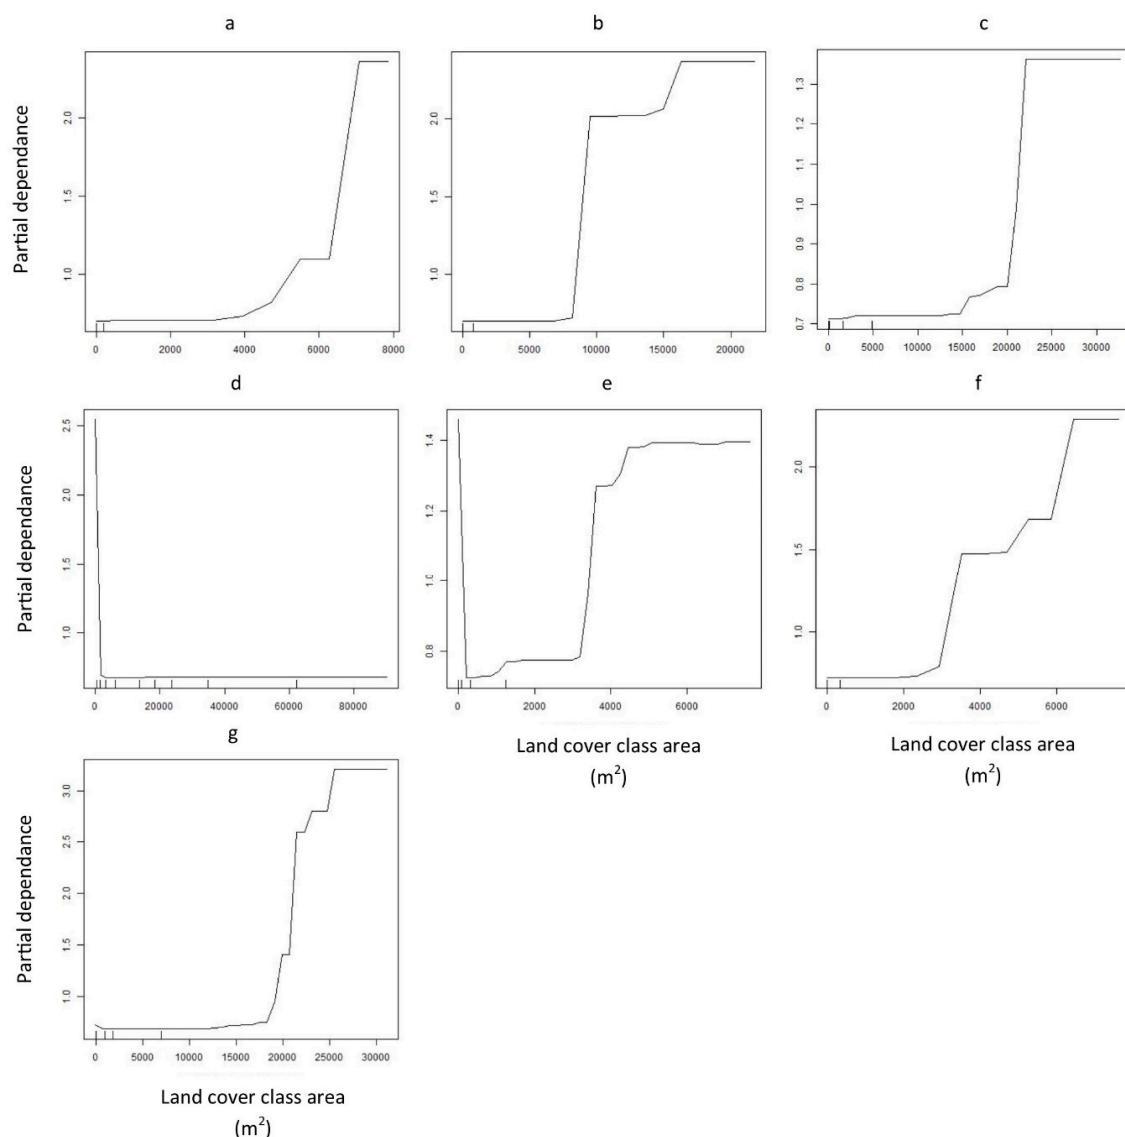 a
b
c
Partial dependance
2.0
1.5
1.0
0 2000 4000 6000 8000
2.0
1.5
1.0
0 5000 10000 15000 20000
1.3
1.2
1.1
1.0
0.9
0.8
0.7
0 5000 10000 15000 20000 25000 30000
d
e
f
Partial dependance
2.5
2.0
1.5
1.0
0 20000 40000 60000 80000
1.4
1.2
1.0
0.8
0 2000 4000 6000
2.0
1.5
1.0
0 2000 4000 6000
Land cover class area
(m²)
Land cover class area
(m²)
g
Partial dependance
3.0
2.5
2.0
1.5
1.0
0 5000 10000 15000 20000 25000 30000
Land cover class area
(m²)